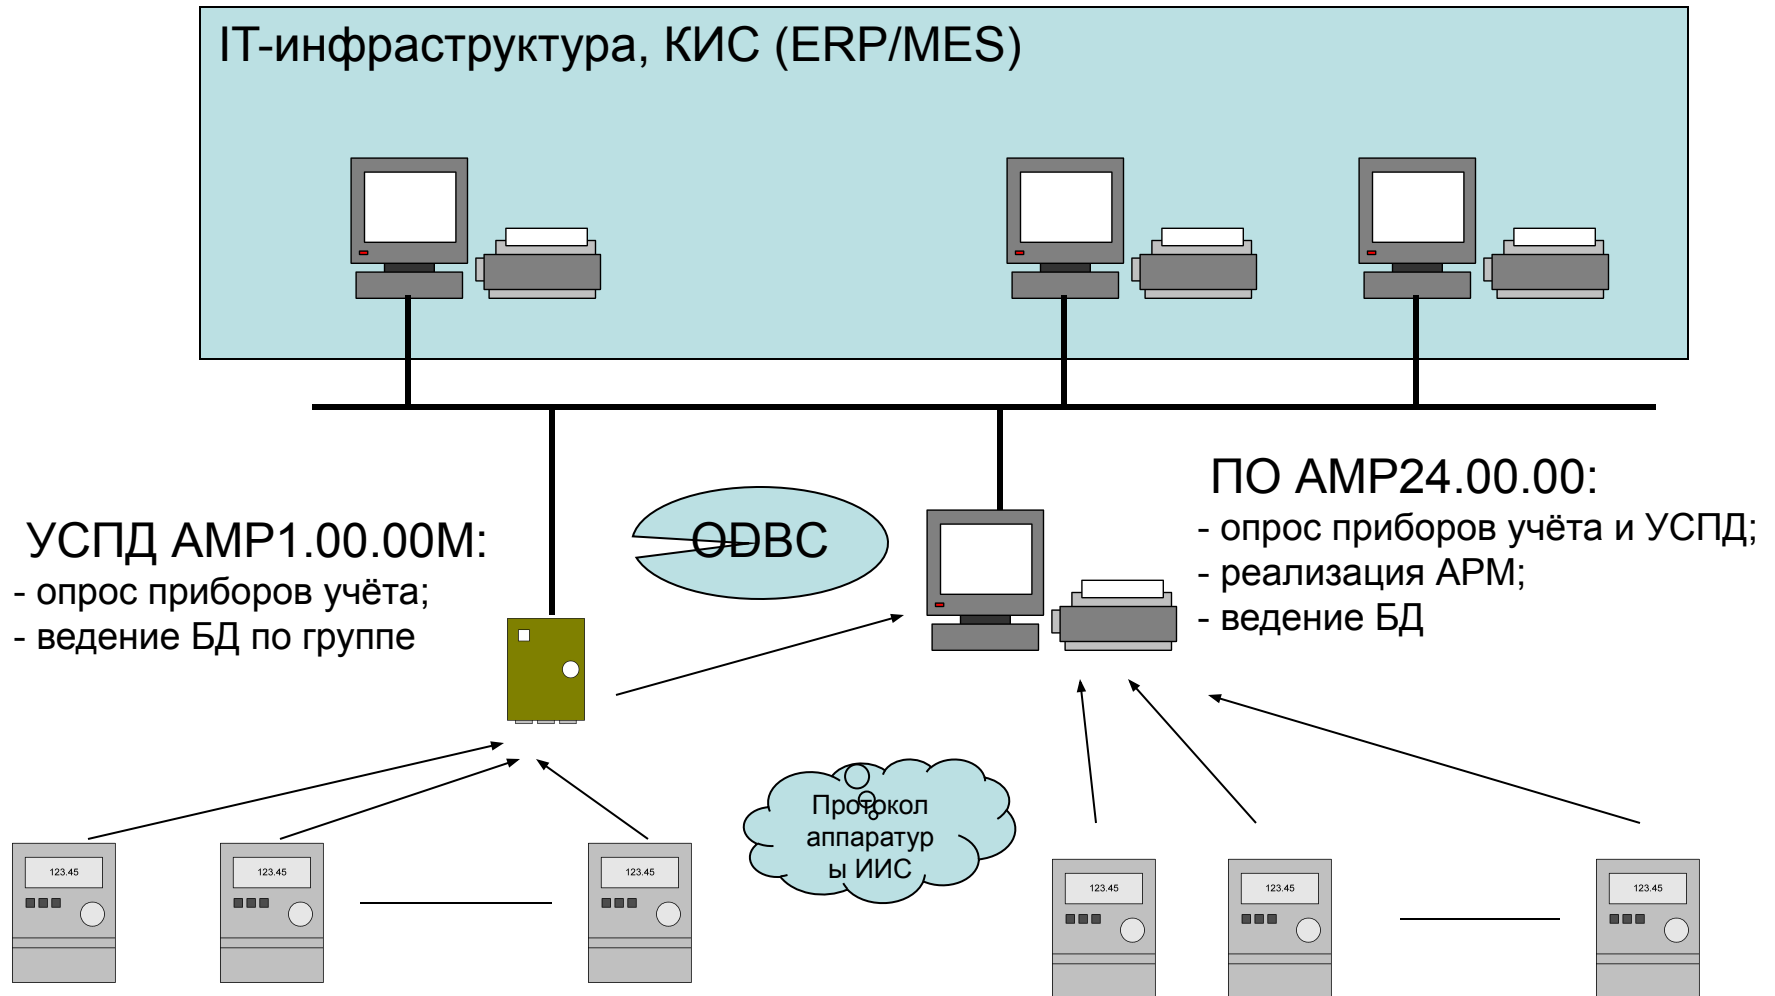 IT-инфраструктура, КИС (ERP/MES)
ПО АМР24.00.00:
- опрос приборов учёта и УСПД;
- реализация АРМ;
- ведение БД
ODBC
УСПД АМР1.00.00М:
- опрос приборов учёта;
- ведение БД по группе
Протокол
аппаратур
ы ИИС
123.45
123.45
123.45
123.45
123.45
123.45